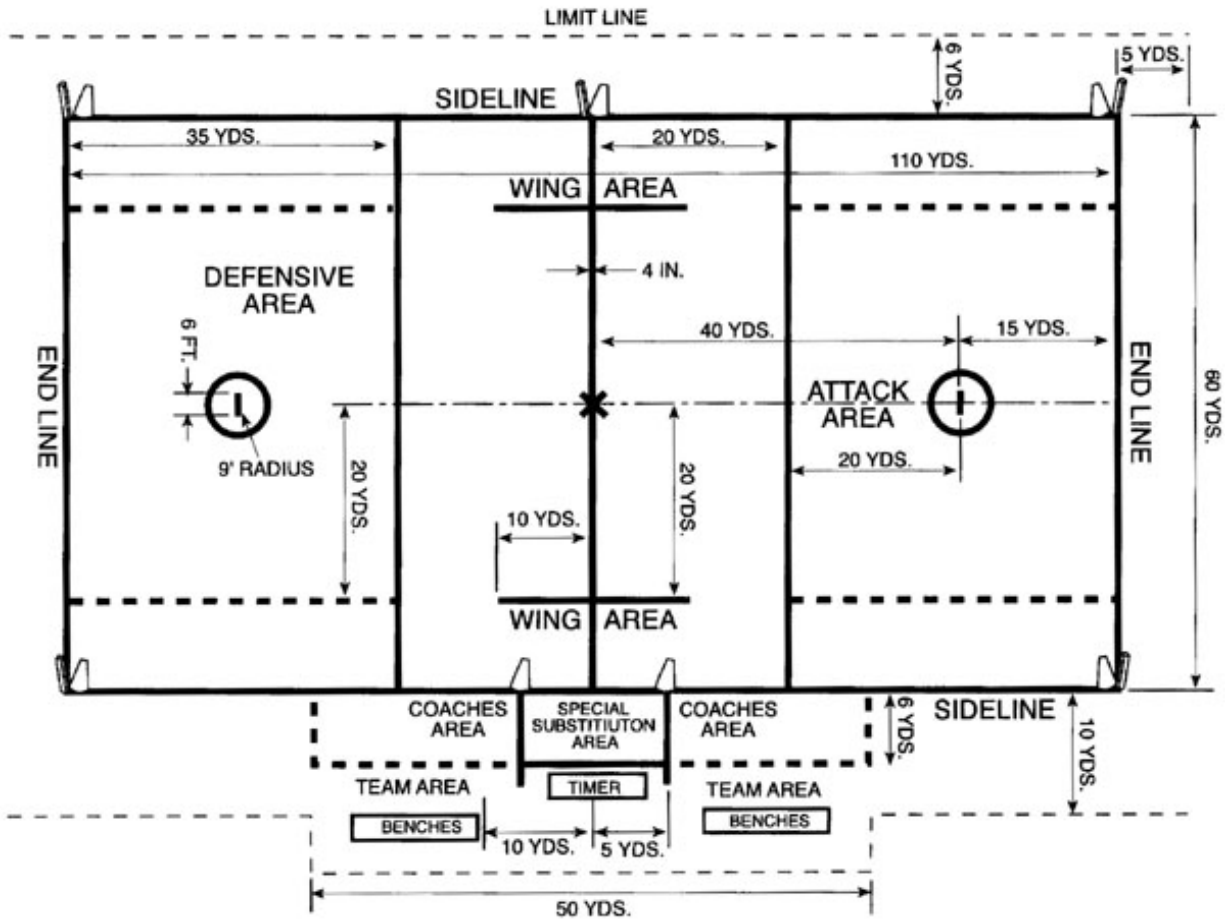 LIMIT LINE
6 YDS.
5 YDS.
SIDELINE
35 YDS.
20 YDS.
110 YDS.
WING AREA
DEFENSIVE
AREA
4 IN.
6 FT.
40 YDS.
15 YDS.
END LINE
ATTACK
AREA
END LINE
60 YDS.
9' RADIUS
20 YDS.
20 YDS.
20 YDS.
10 YDS.
WING AREA
COACHES
AREA
SPECIAL
SUBSTITIUTON
AREA
COACHES
AREA
6 YDS.
SIDELINE
10 YDS.
TEAM AREA
TIMER
TEAM AREA
BENCHES
BENCHES
10 YDS.
5 YDS.
50 YDS.